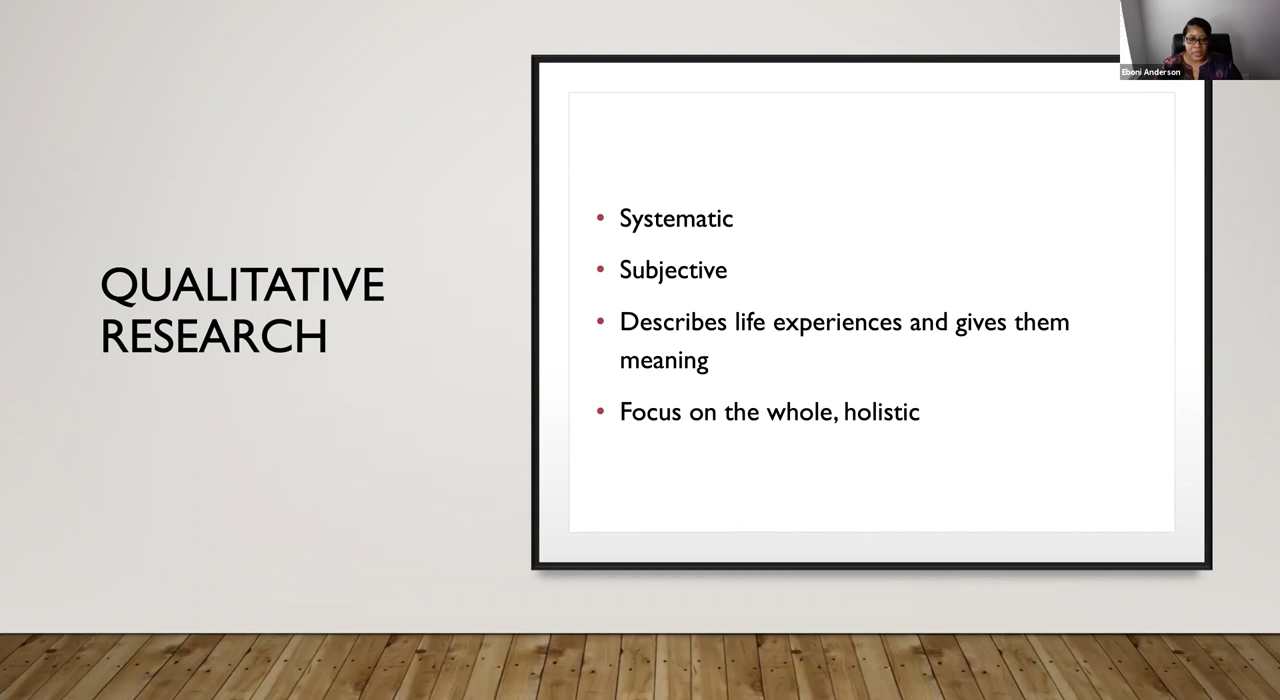 Eboni Anderson
QUALITATIVE
RESEARCH
• Systematic
• Subjective
• Describes life experiences and gives them
meaning
• Focus on the whole, holistic